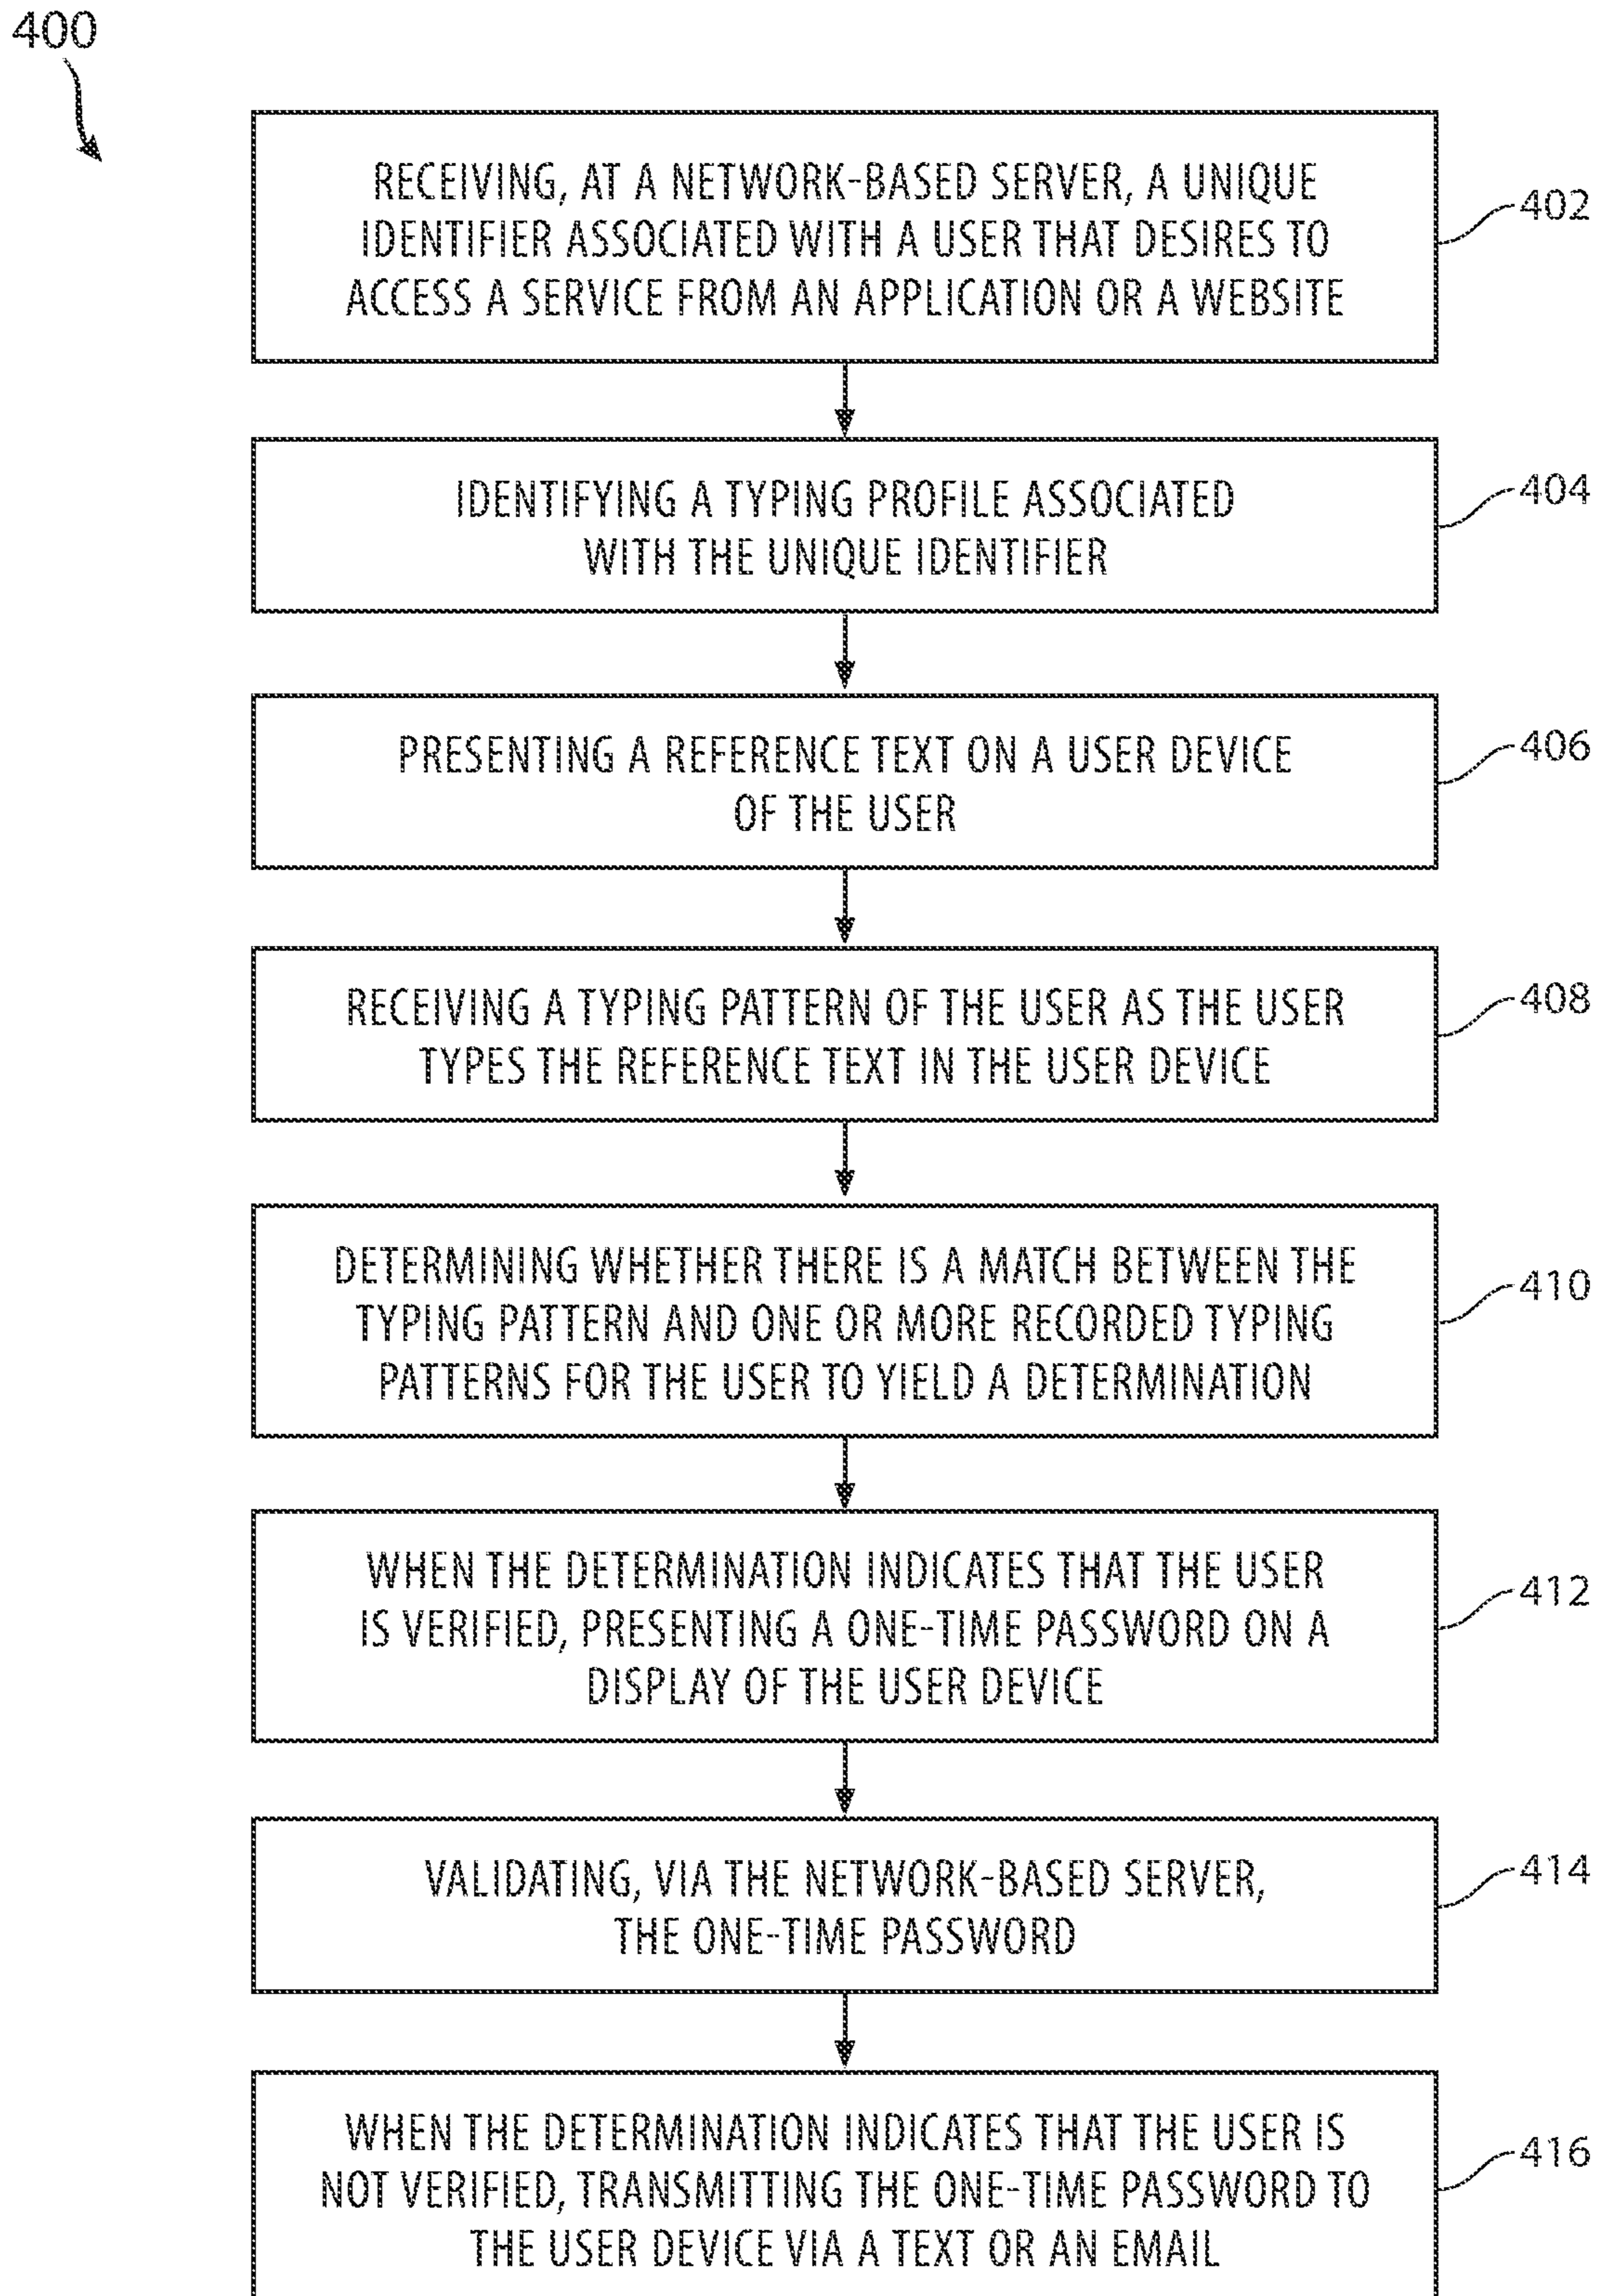 400
RECEIVING, AT A NETWORK-BASED SERVER, A UNIQUE
IDENTIFIER ASSOCIATED WITH A USER THAT DESIRES TO
ACCESS A SERVICE FROM AN APPLICATION OR A WEBSITE
402
IDENTIFYING A TYPING PROFILE ASSOCIATED
WITH THE UNIQUE IDENTIFIER
404
PRESENTING A REFERENCE TEXT ON A USER DEVICE
OF THE USER
406
RECEIVING A TYPING PATTERN OF THE USER AS THE USER
TYPES THE REFERENCE TEXT IN THE USER DEVICE
408
DETERMINING WHETHER THERE IS A MATCH BETWEEN THE
TYPING PATTERN AND ONE OR MORE RECORDED TYPING
PATTERNS FOR THE USER TO YIELD A DETERMINATION
410
WHEN THE DETERMINATION INDICATES THAT THE USER
IS VERIFIED, PRESENTING A ONE-TIME PASSWORD ON A
DISPLAY OF THE USER DEVICE
412
VALIDATING, VIA THE NETWORK-BASED SERVER,
THE ONE-TIME PASSWORD
414
WHEN THE DETERMINATION INDICATES THAT THE USER IS
NOT VERIFIED, TRANSMITTING THE ONE-TIME PASSWORD TO
THE USER DEVICE VIA A TEXT OR AN EMAIL
416